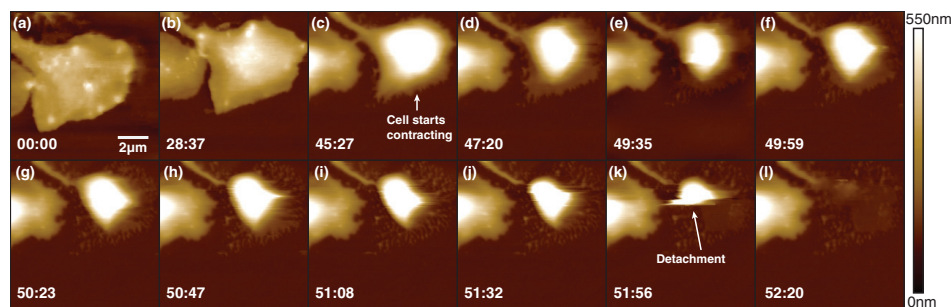 (a)
(b)
(c)
(d)
(e)
(f)
550nm
Cell starts
contracting
2µm
00:00
28:37
45:27
47:20
49:35
49:59
(g)
(h)
(i)
(j)
(k)
(l)
Detachment
50:23
50:47
51:08
51:32
51:56
52:20
0nm